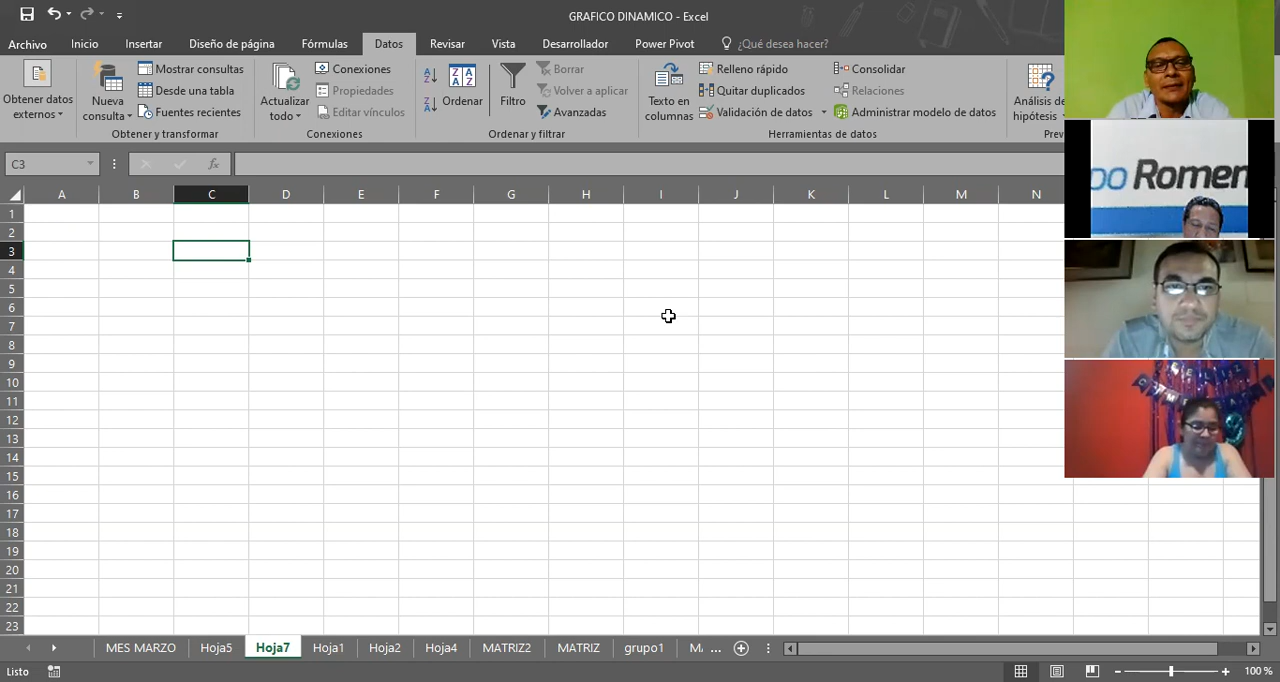 GRAFICO DINAMICO - Excel
Archivo Inicio Insertar Diseño de página Fórmulas Datos Revisar Vista Desarrollador Power Pivot ¿Qué desea hacer?
Obtener datos externos
Nueva consulta
Mostrar consultas
Desde una tabla
Fuentes recientes
Obtener y transformar
Actualizar todo
Conexiones
Propiedades
Editar vínculos
Conexiones
Ordenar
Filtro
Borrar
Volver a aplicar
Avanzadas
Ordenar y filtrar
Texto en columnas
Relleno rápido
Quitar duplicados
Validación de datos
Consolidar
Relaciones
Administrar modelo de datos
Herramientas de datos
Análisis de
hipótesis
Prev
C3
fx
A B C D E F G H I J K L M N
1
2
3
4
5
6
7
8
9
10
11
12
13
14
15
16
17
18
19
20
21
22
23
MES MARZO Hoja5 Hoja7 Hoja1 Hoja2 Hoja4 MATRIZ2 MATRIZ grupo1 M/ ...
Listo
100 %
oo Romen
FELIZ